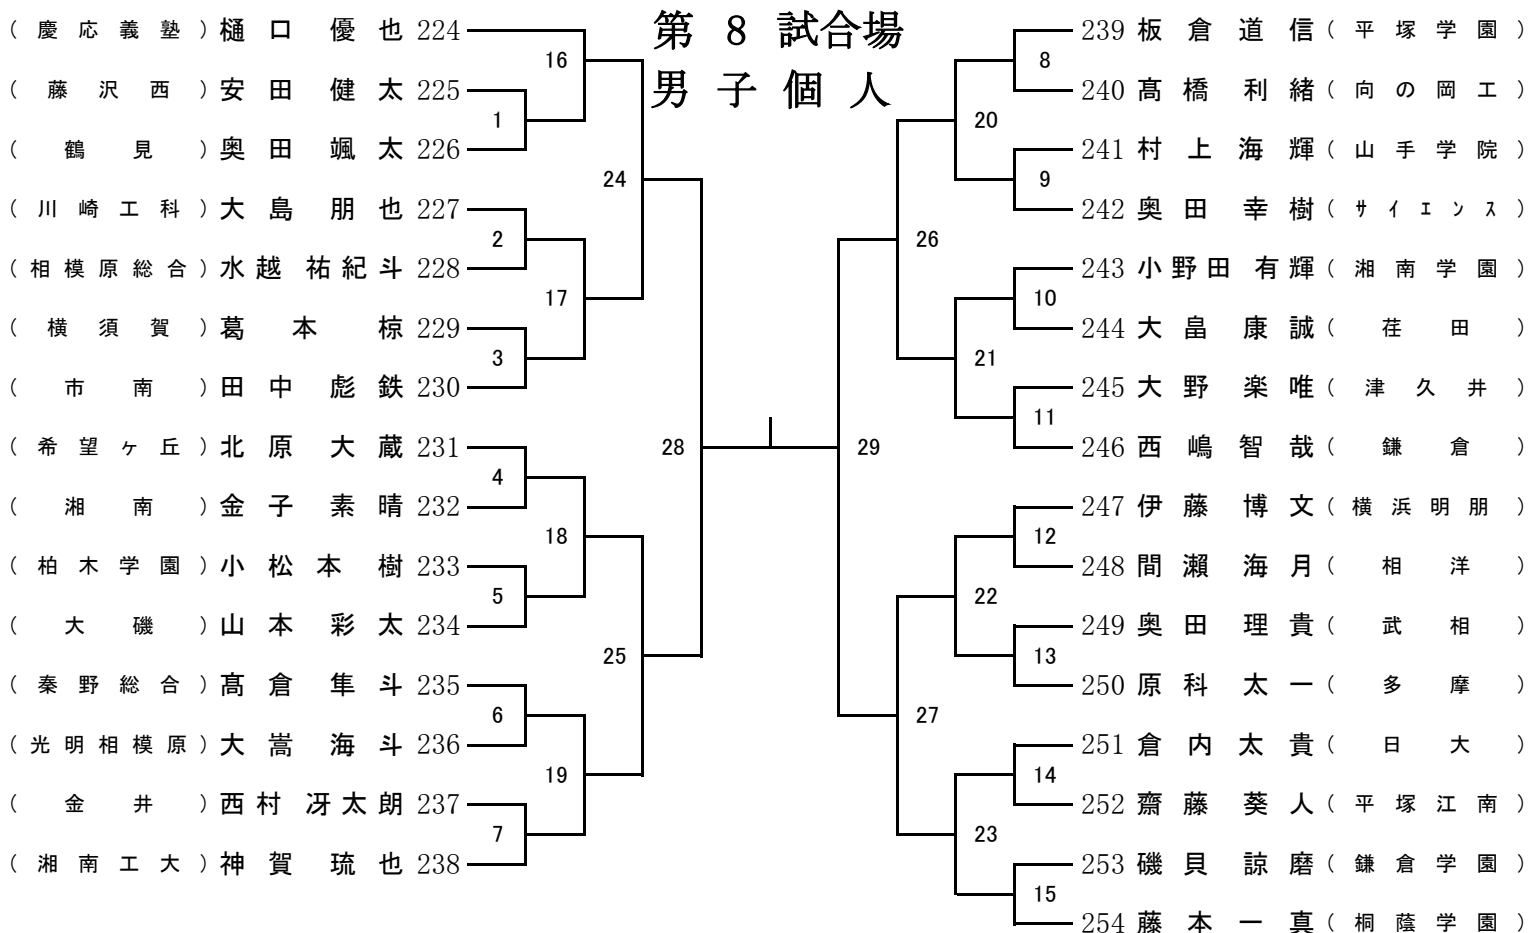 第 8 試合場
男 子 個 人
( 慶 応 義 塾 ) 樋 口 優 也 224
( 藤 沢 西 ) 安 田 健 太 225
( 鶴 見 ) 奥 田 颯 太 226
( 川 崎 工 科 ) 大 島 朋 也 227
( 相 模 原 総 合 ) 水 越 祐 紀 斗 228
( 横 須 賀 ) 葛 本 椋 229
( 市 南 ) 田 中 彪 鉄 230
( 希 望 ヶ 丘 ) 北 原 大 蔵 231
( 湘 南 ) 金 子 素 晴 232
( 柏 木 学 園 ) 小 松 本 樹 233
( 大 磯 ) 山 本 彩 太 234
( 秦 野 総 合 ) 髙 倉 隼 斗 235
( 光 明 相 模 原 ) 大 嵩 海 斗 236
( 金 井 ) 西 村 冴 太 朗 237
( 湘 南 工 大 ) 神 賀 琉 也 238
16
1
24
2
17
3
28
4
18
5
25
6
19
7
239 板 倉 道 信 ( 平 塚 学 園 )
240 髙 橋 利 緒 ( 向 の 岡 工 )
241 村 上 海 輝 ( 山 手 学 院 )
242 奥 田 幸 樹 ( ｻ ｲ ｴ ﾝ ｽ )
243 小 野 田 有 輝 ( 湘 南 学 園 )
244 大 畠 康 誠 ( 荏 田 )
245 大 野 楽 唯 ( 津 久 井 )
246 西 嶋 智 哉 ( 鎌 倉 )
247 伊 藤 博 文 ( 横 浜 明 朋 )
248 間 瀨 海 月 ( 相 洋 )
249 奥 田 理 貴 ( 武 相 )
250 原 科 太 一 ( 多 摩 )
251 倉 内 太 貴 ( 日 大 )
252 齋 藤 葵 人 ( 平 塚 江 南 )
253 磯 貝 諒 磨 ( 鎌 倉 学 園 )
254 藤 本 一 真 ( 桐 蔭 学 園 )
8
20
9
26
10
21
11
29
12
22
13
27
14
23
15